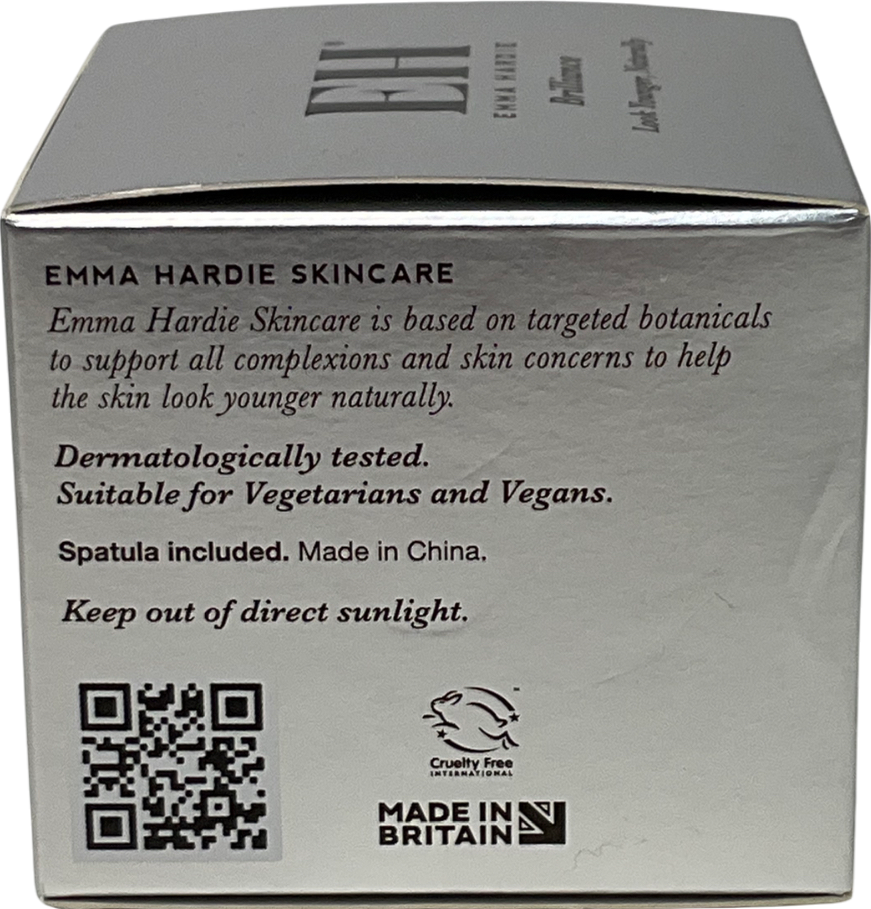 EH®
EMMA HARDIE
Brilliance
Look Younger, Naturally
EMMA HARDIE SKINCARE
Emma Hardie Skincare is based on targeted botanicals
to support all complexions and skin concerns to help
the skin look younger naturally.
Dermatologically tested.
Suitable for Vegetarians and Vegans.
Spatula included. Made in China.
Keep out of direct sunlight.
Cruelty Free
INTERNATIONAL
MADE IN
BRITAIN